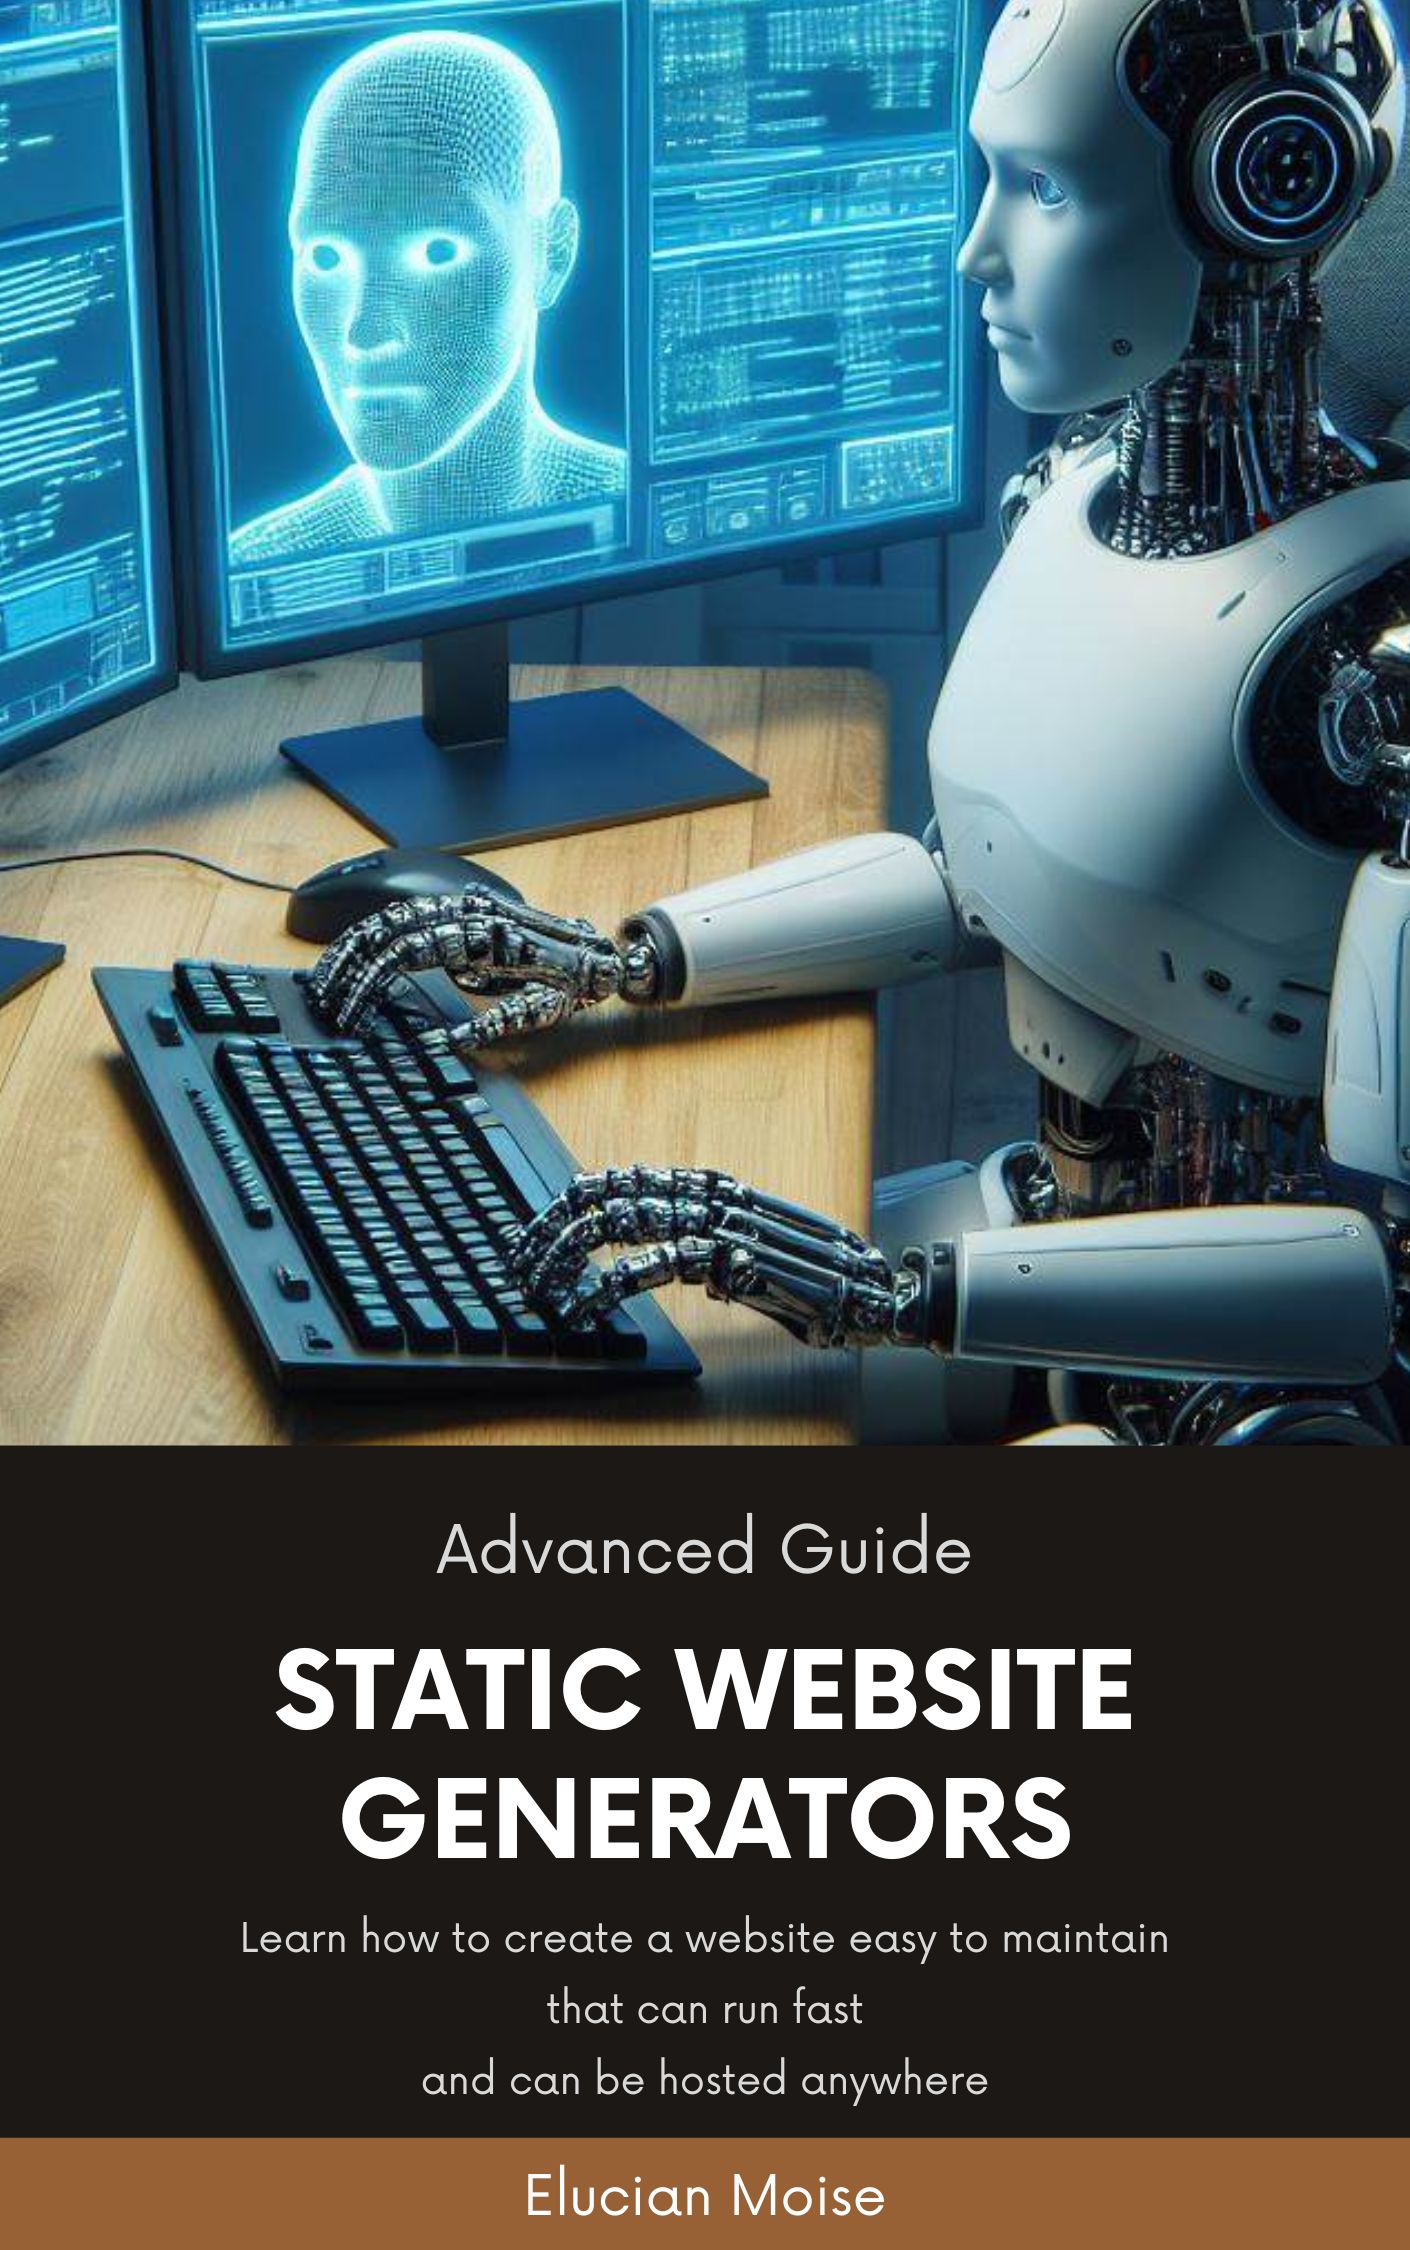 Advanced Guide
STATIC WEBSITE
GENERATORS
Learn how to create a website easy to maintain
that can run fast
and can be hosted anywhere
Elucian Moise